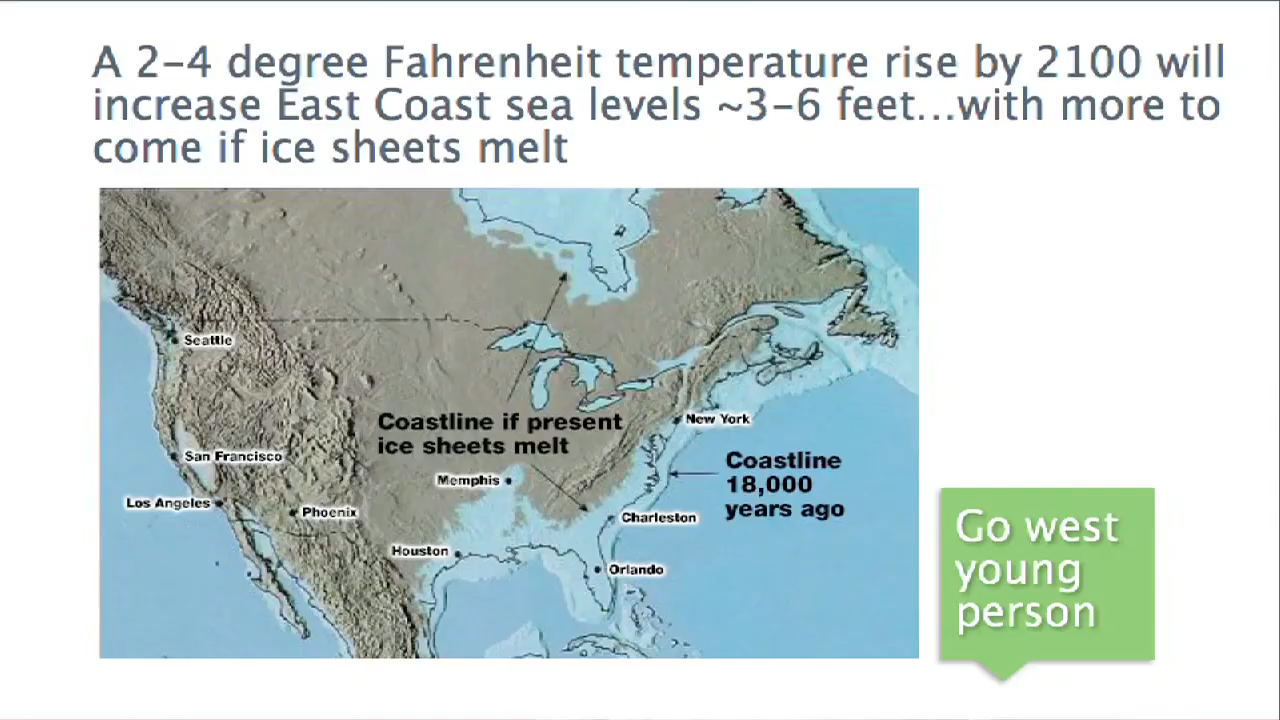 A 2-4 degree Fahrenheit temperature rise by 2100 will
increase East Coast sea levels ~3-6 feet...with more to
come if ice sheets melt
Seattle
Coastline if present
ice sheets melt
New York
San Francisco
Coastline
18,000
years ago
Memphis
Los Angeles
Phoenix
Charleston
Houston
Orlando
Go west
young
person